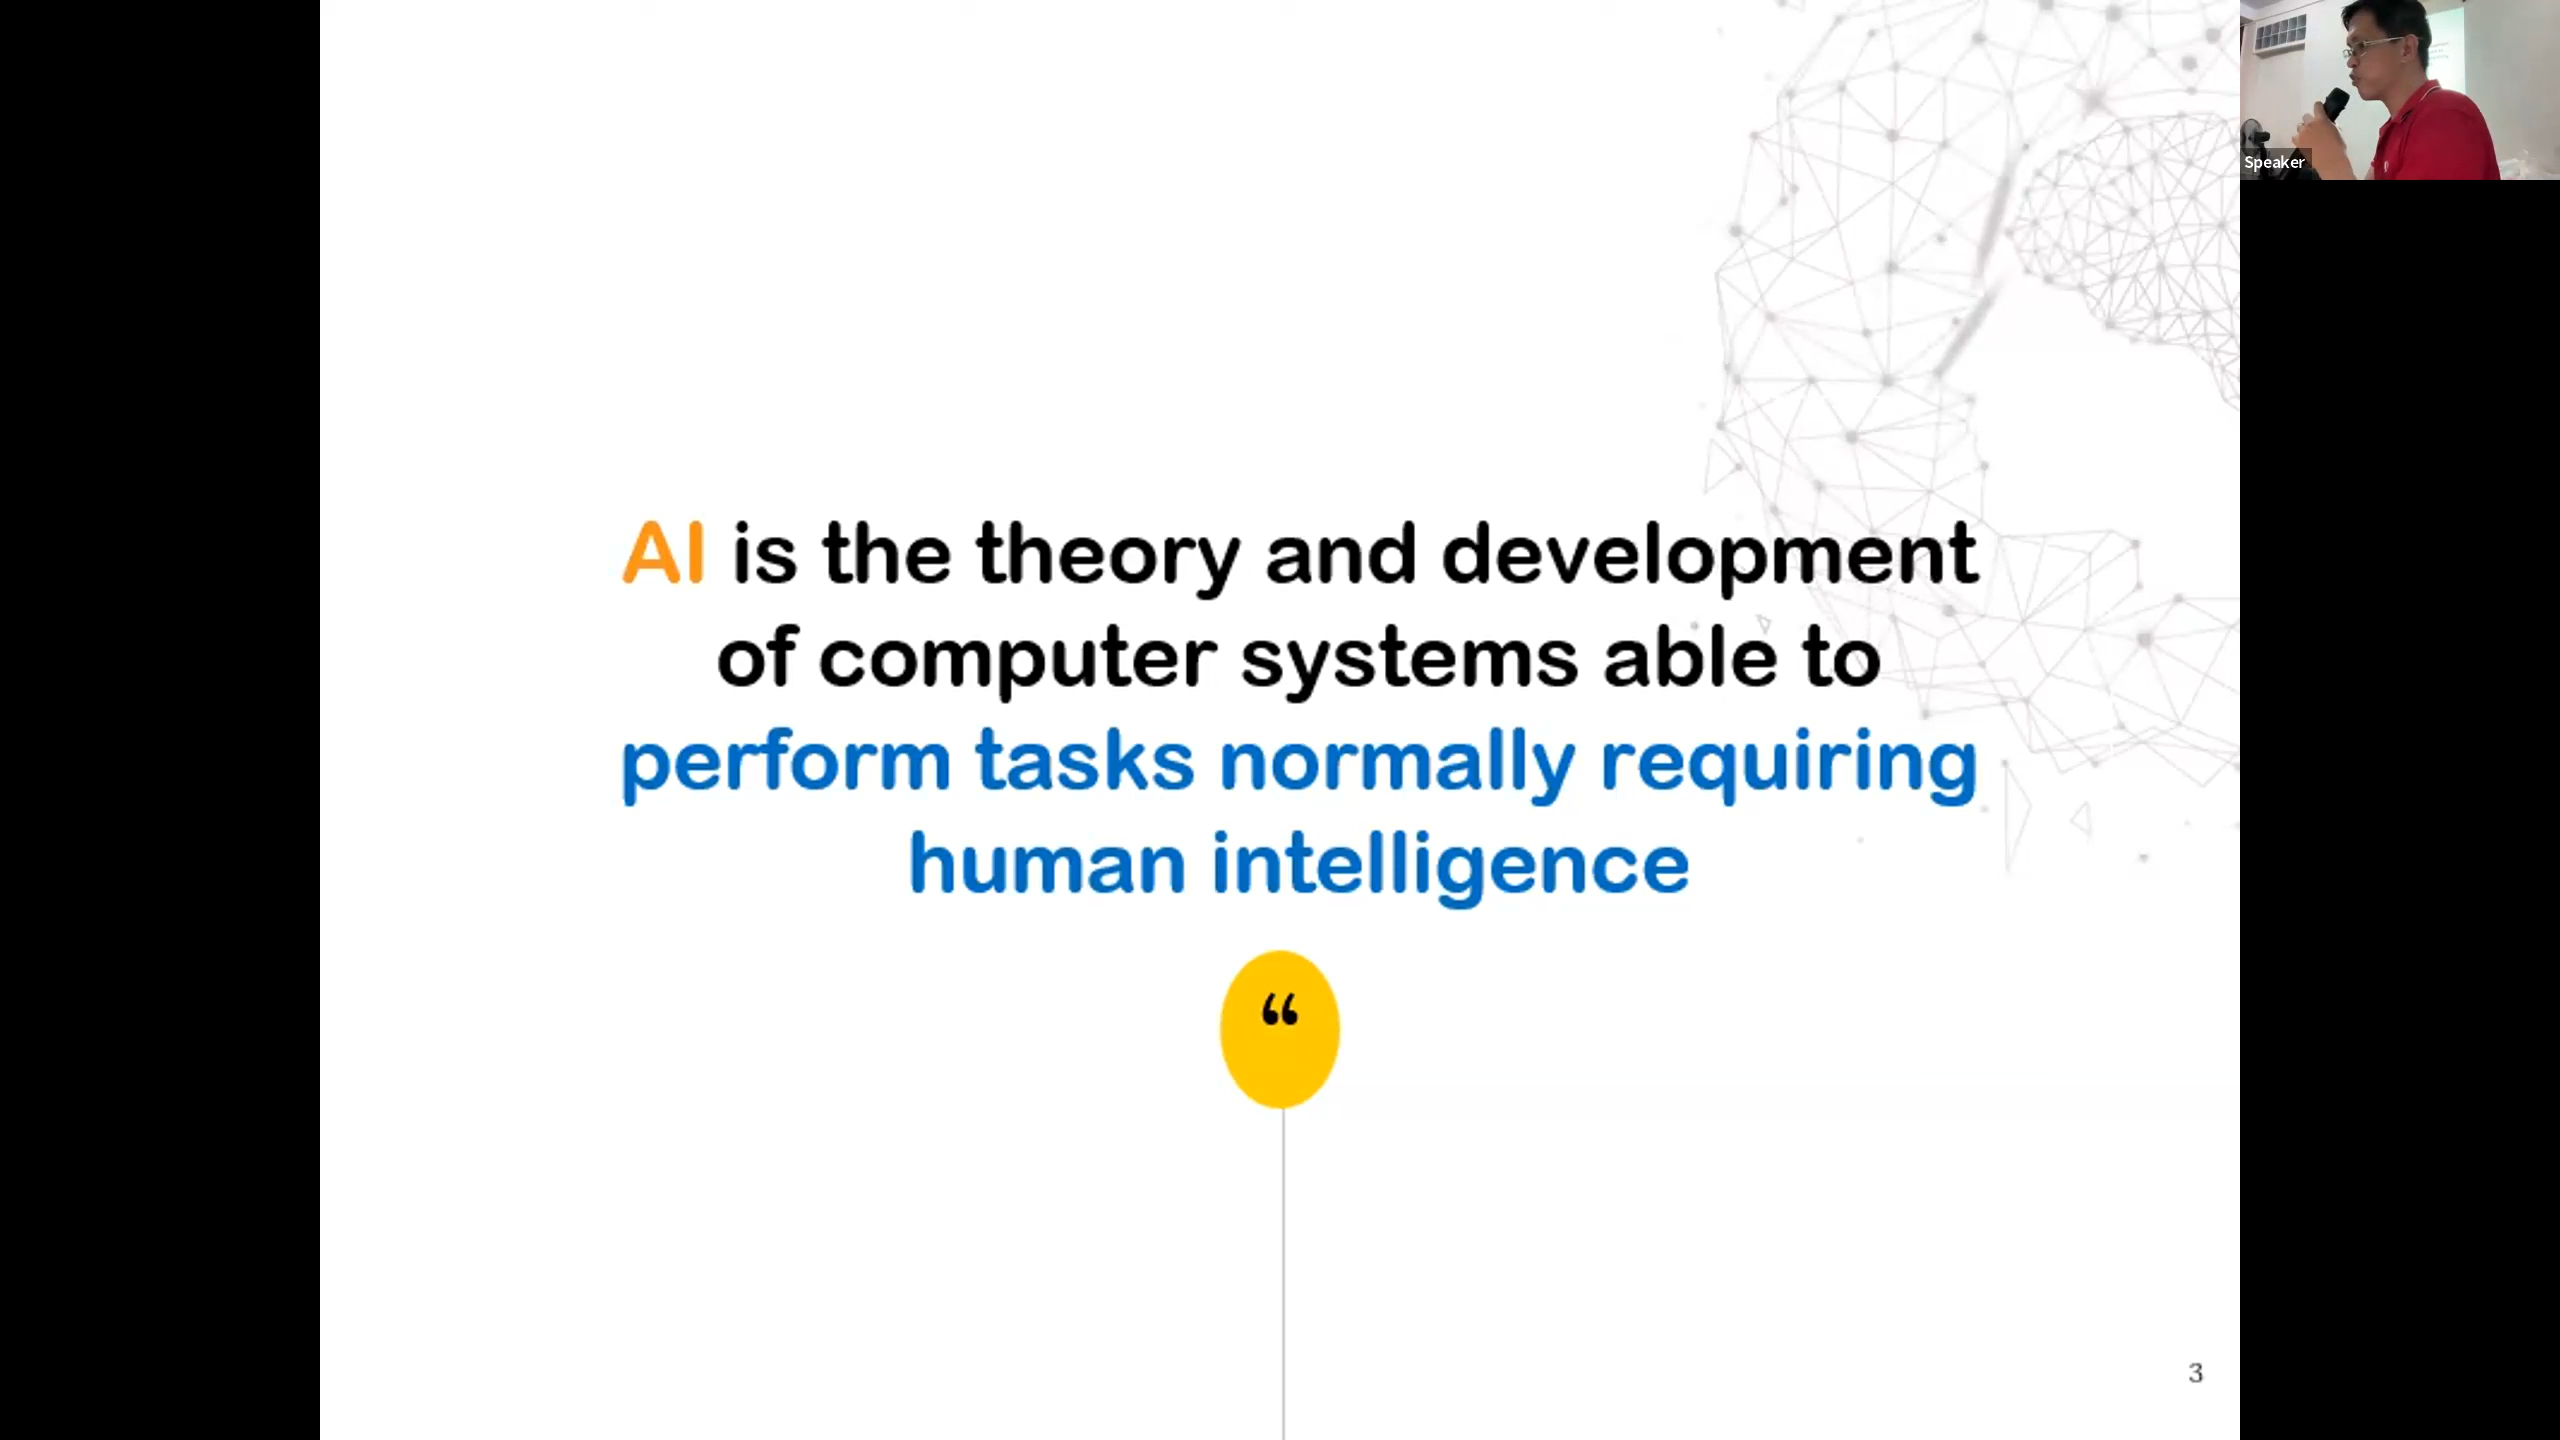 Speaker
AI is the theory and development
of computer systems able to
perform tasks normally requiring
human intelligence
“
3